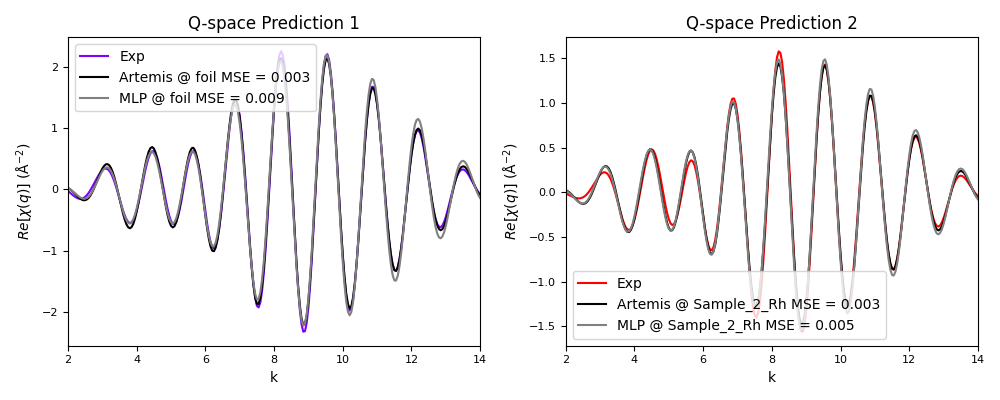 Q-space Prediction 1
Exp
Artemis @ foil MSE = 0.003
MLP @ foil MSE = 0.009
2
1
0
−1
−2
Re[χ(q)] (Å⁻²)
2 4 6 8 10 12 14
k
Q-space Prediction 2
1.5
1.0
0.5
0.0
−0.5
−1.0
−1.5
Re[χ(q)] (Å⁻²)
Exp
Artemis @ Sample_2_Rh MSE = 0.003
MLP @ Sample_2_Rh MSE = 0.005
2 4 6 8 10 12 14
k